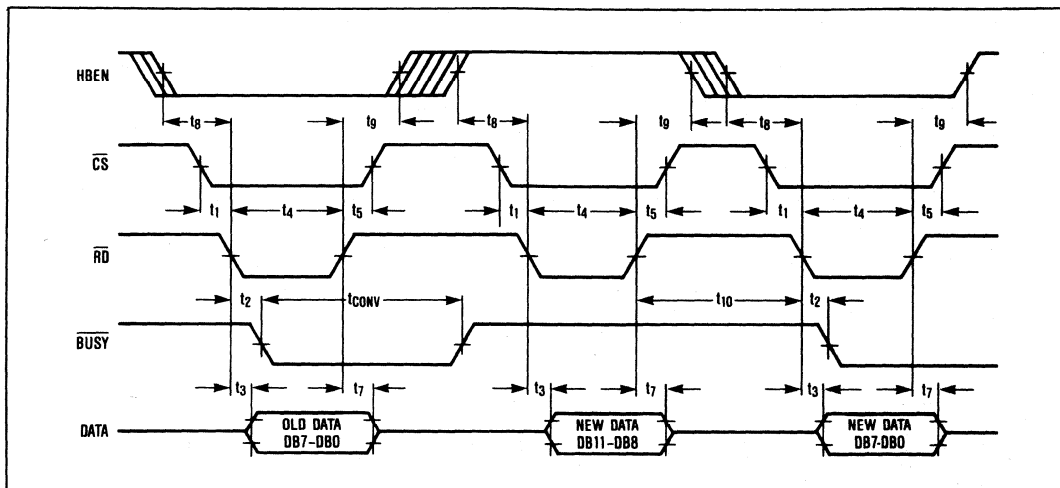 HBEN
t8 t9 t8 t9 t8 t9
CS
t1 t4 t5 t1 t4 t5 t1 t4 t5
RD
t2 tCONV t10 t2
BUSY
t3 t7 t3 t7 t3 t7
DATA
OLD DATA
DB7-DB0
NEW DATA
DB11-DB8
NEW DATA
DB7-DB0